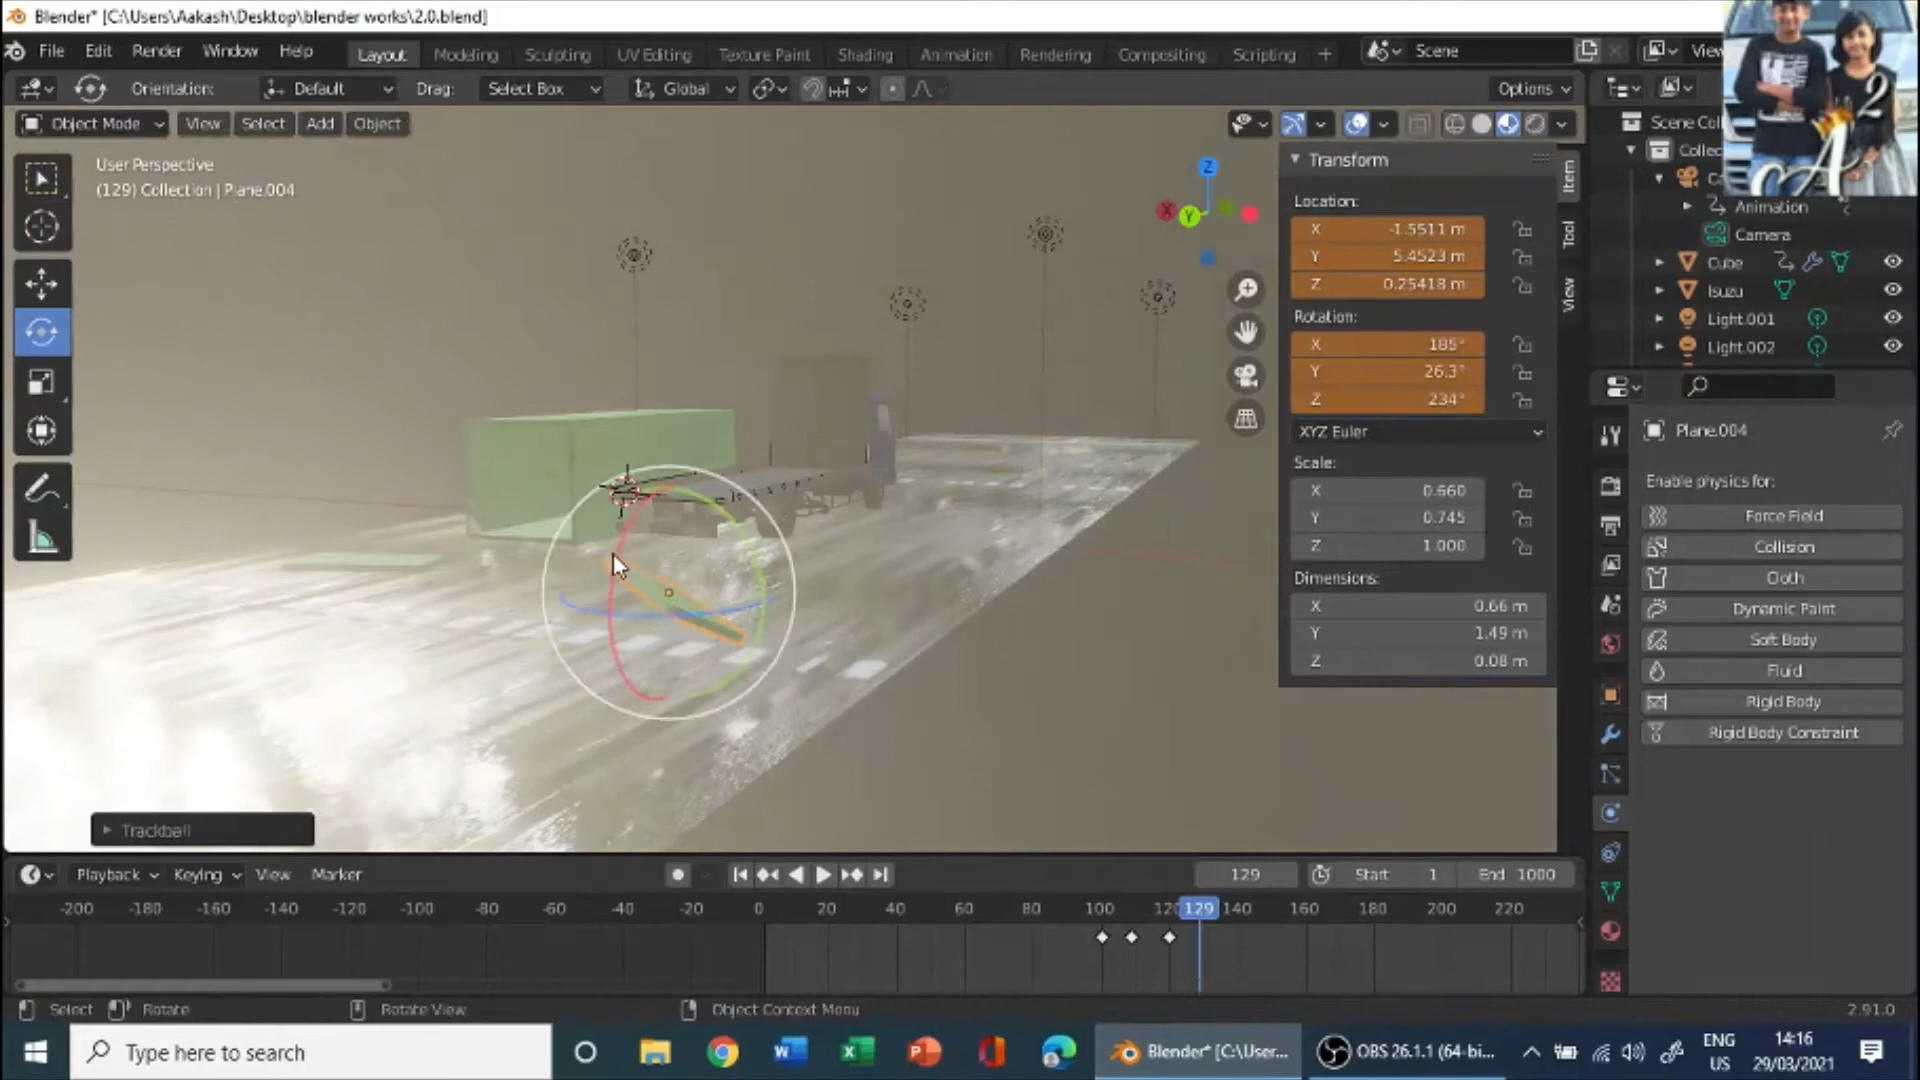 Blender* [C:\Users\Aakash\Desktop\blender works\2.0.blend]
File Edit Render Window Help Layout Modeling Sculpting UV Editing Texture Paint Shading Animation Rendering Compositing Scripting + Scene
Orientation: Default Drag: Select Box Global Options
Object Mode View Select Add Object
User Perspective
(129) Collection | Plane.004
Z
X
Y
Transform
Location:
X -1.5511 m
Y 5.4523 m
Z 0.25418 m
Rotation:
X 185°
Y 26.3°
Z 234°
XYZ Euler
Scale:
X 0.660
Y 0.745
Z 1.000
Dimensions:
X 0.66 m
Y 1.49 m
Z 0.08 m
Item
Tool
View
A2
Animation
Camera
Cube
Isuzu
Light.001
Light.002
Plane.004
Enable physics for:
Force Field
Collision
Cloth
Dynamic Paint
Soft Body
Fluid
Rigid Body
Rigid Body Constraint
Trackball
Playback Keying View Marker 129 Start 1 End 1000
-200 -180 -160 -140 -120 -100 -80 -60 -40 -20 0 20 40 60 80 100 129 140 160 180 200 220
Select Rotate Rotate View Object Context Menu 2.91.0
Type here to search Blender* [C:\User... OBS 26.1.1 (64-bi... ENG US 14:16 29/03/2021